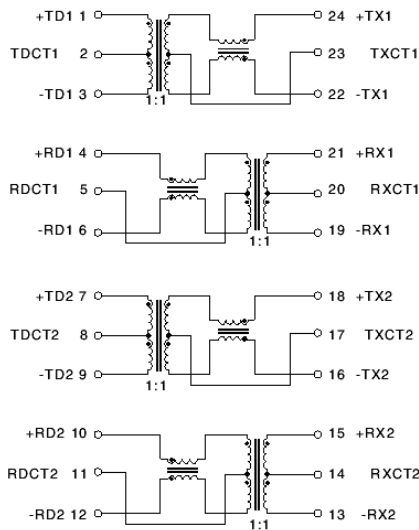 +TD1 1 24 +TX1
TDCT1 2 23 TXCT1
-TD1 3 22 -TX1
1:1
+RD1 4 21 +RX1
RDCT1 5 20 RXCT1
-RD1 6 19 -RX1
1:1
+TD2 7 18 +TX2
TDCT2 8 17 TXCT2
-TD2 9 16 -TX2
1:1
+RD2 10 15 +RX2
RDCT2 11 14 RXCT2
-RD2 12 13 -RX2
1:1